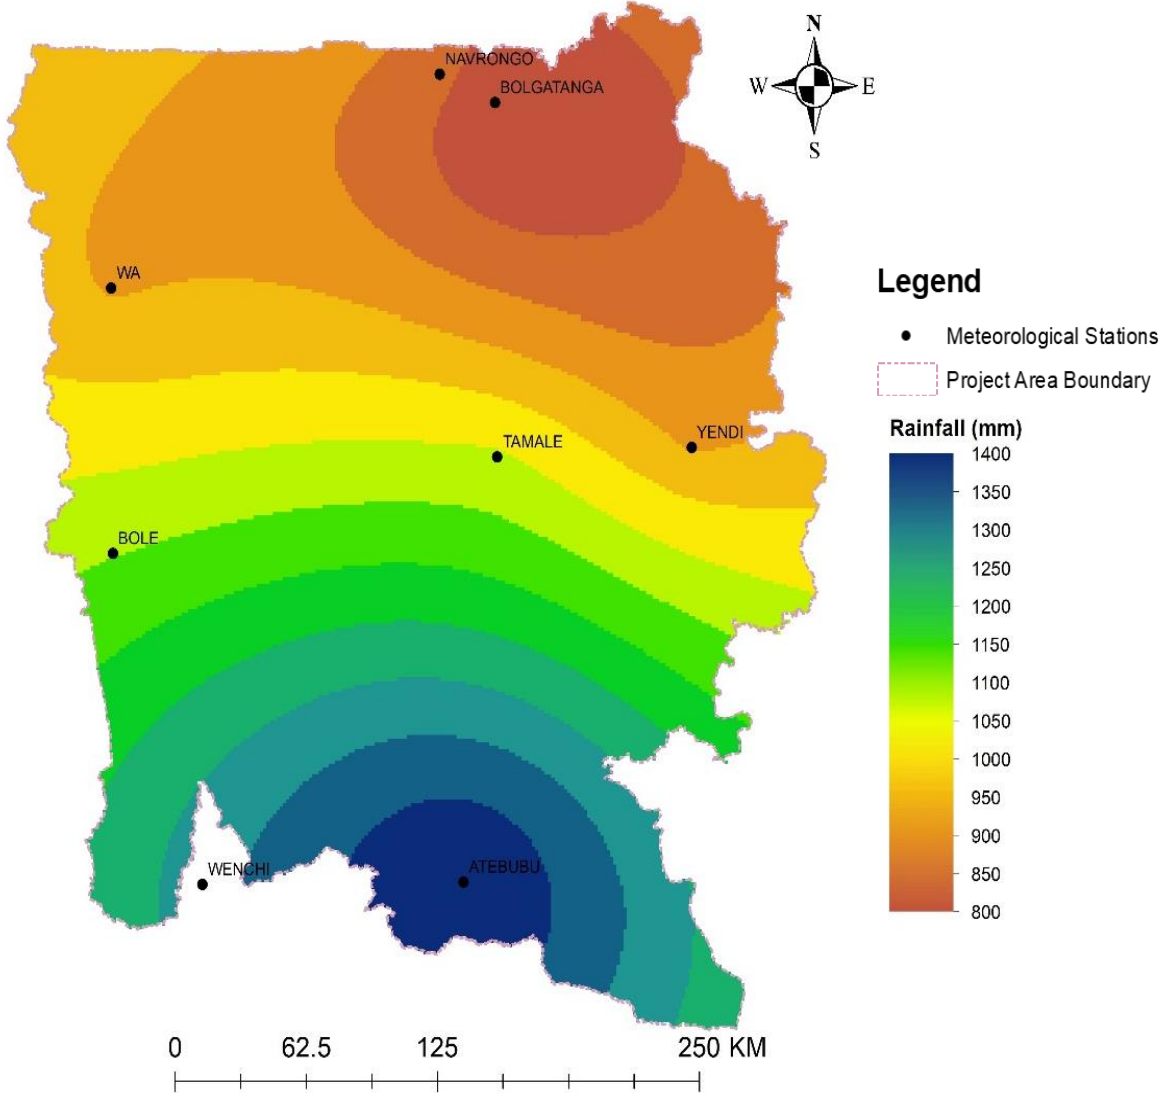 N
W E
S
NAVRONGO
BOLGATANGA
WA
YENDI
TAMALE
BOLE
WENCHI
ATEBUBU
Legend
Meteorological Stations
Project Area Boundary
Rainfall (mm)
1400
1350
1300
1250
1200
1150
1100
1050
1000
950
900
850
800
0 62.5 125 250 KM